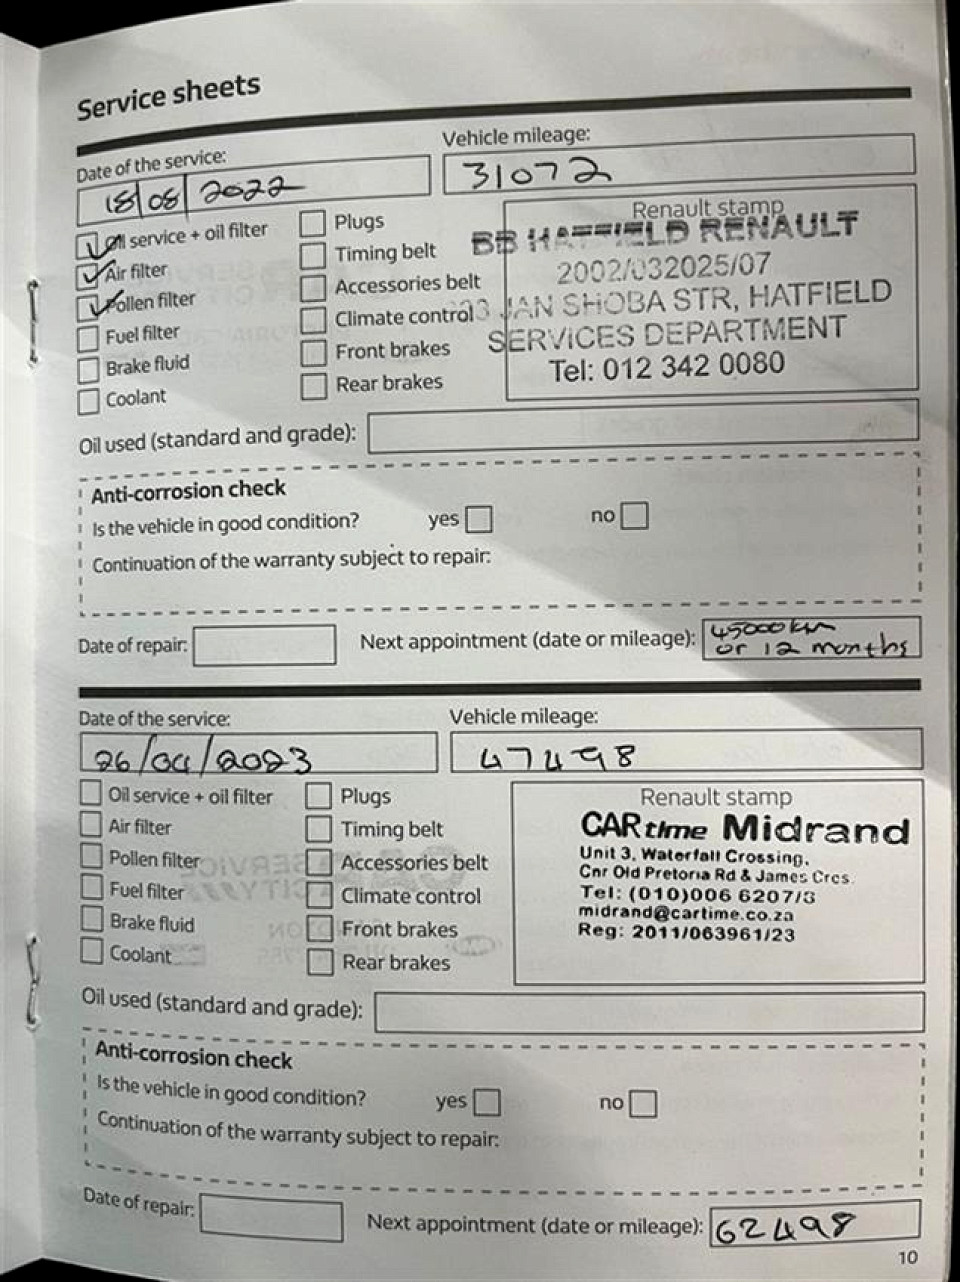 Service sheets
Date of the service:
18/08/2022
Vehicle mileage:
31072
Oil service + oil filter
Air filter
Pollen filter
Fuel filter
Brake fluid
Coolant
Plugs
Timing belt
Accessories belt
Climate control
Front brakes
Rear brakes
Renault stamp
BB HATFIELD RENAULT
2002/032025/07
JAN SHOBA STR, HATFIELD
SERVICES DEPARTMENT
Tel: 012 342 0080
Oil used (standard and grade):
Anti-corrosion check
Is the vehicle in good condition? yes no
Continuation of the warranty subject to repair:
Date of repair:
Next appointment (date or mileage):
45000km
or 12 months
Date of the service:
26/04/2023
Vehicle mileage:
47498
Oil service + oil filter
Air filter
Pollen filter
Fuel filter
Brake fluid
Coolant
Plugs
Timing belt
Accessories belt
Climate control
Front brakes
Rear brakes
Renault stamp
CARtime Midrand
Unit 3, Waterfall Crossing,
Cnr Old Pretoria Rd & James Cres.
Tel: (010)006 6207/8
midrand@cartime.co.za
Reg: 2011/063961/23
Oil used (standard and grade):
Anti-corrosion check
Is the vehicle in good condition? yes no
Continuation of the warranty subject to repair:
Date of repair:
Next appointment (date or mileage):
62498
10